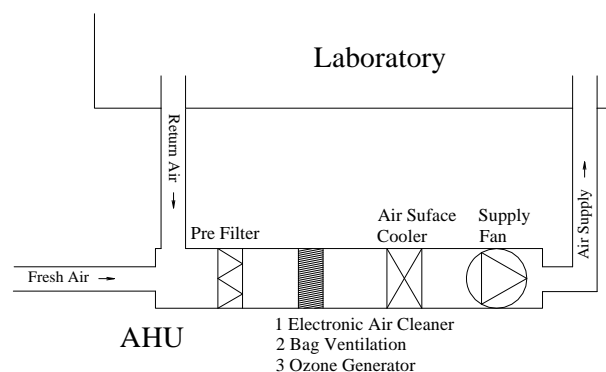 Laboratory
Return Air
Air Supply
Pre Filter
Air Suface
Cooler
Supply
Fan
Fresh Air
AHU
1 Electronic Air Cleaner
2 Bag Ventilation
3 Ozone Generator